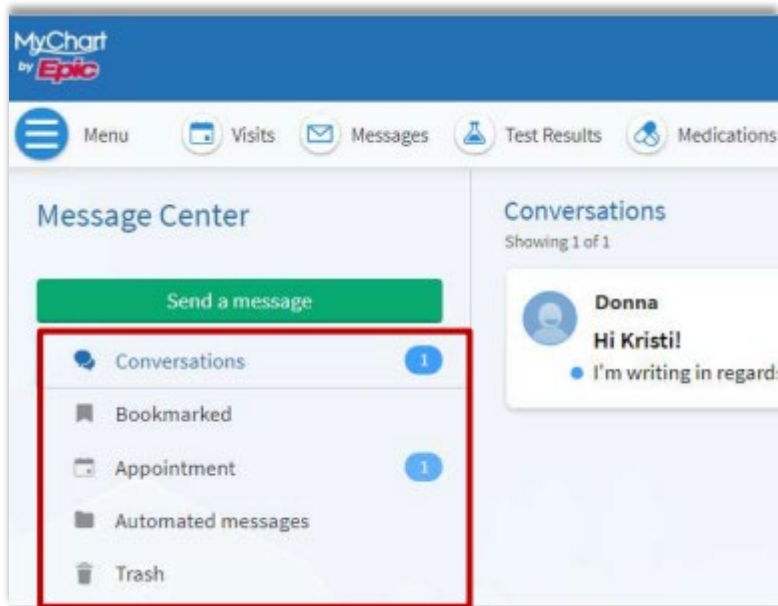 MyChart
by Epic
Menu Visits Messages Test Results Medications
Message Center
Send a message
Conversations 1
Bookmarked
Appointment 1
Automated messages
Trash
Conversations
Showing 1 of 1
Donna
Hi Kristi!
I'm writing in regards